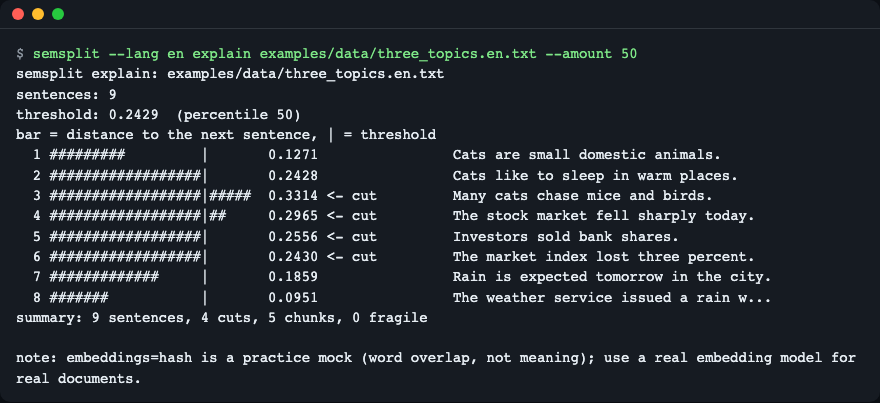 $ semsplit --lang en explain examples/data/three_topics.en.txt --amount 50
semsplit explain: examples/data/three_topics.en.txt
sentences: 9
threshold: 0.2429  (percentile 50)
bar = distance to the next sentence, | = threshold
  1 #########         |       0.1271                Cats are small domestic animals.
  2 ##################|       0.2428                Cats like to sleep in warm places.
  3 ##################|#####  0.3314 <- cut         Many cats chase mice and birds.
  4 ##################|##     0.2965 <- cut         The stock market fell sharply today.
  5 ##################|       0.2556 <- cut         Investors sold bank shares.
  6 ##################|       0.2430 <- cut         The market index lost three percent.
  7 #############     |       0.1859                Rain is expected tomorrow in the city.
  8 #######           |       0.0951                The weather service issued a rain w...
summary: 9 sentences, 4 cuts, 5 chunks, 0 fragile

note: embeddings=hash is a practice mock (word overlap, not meaning); use a real embedding model for
real documents.